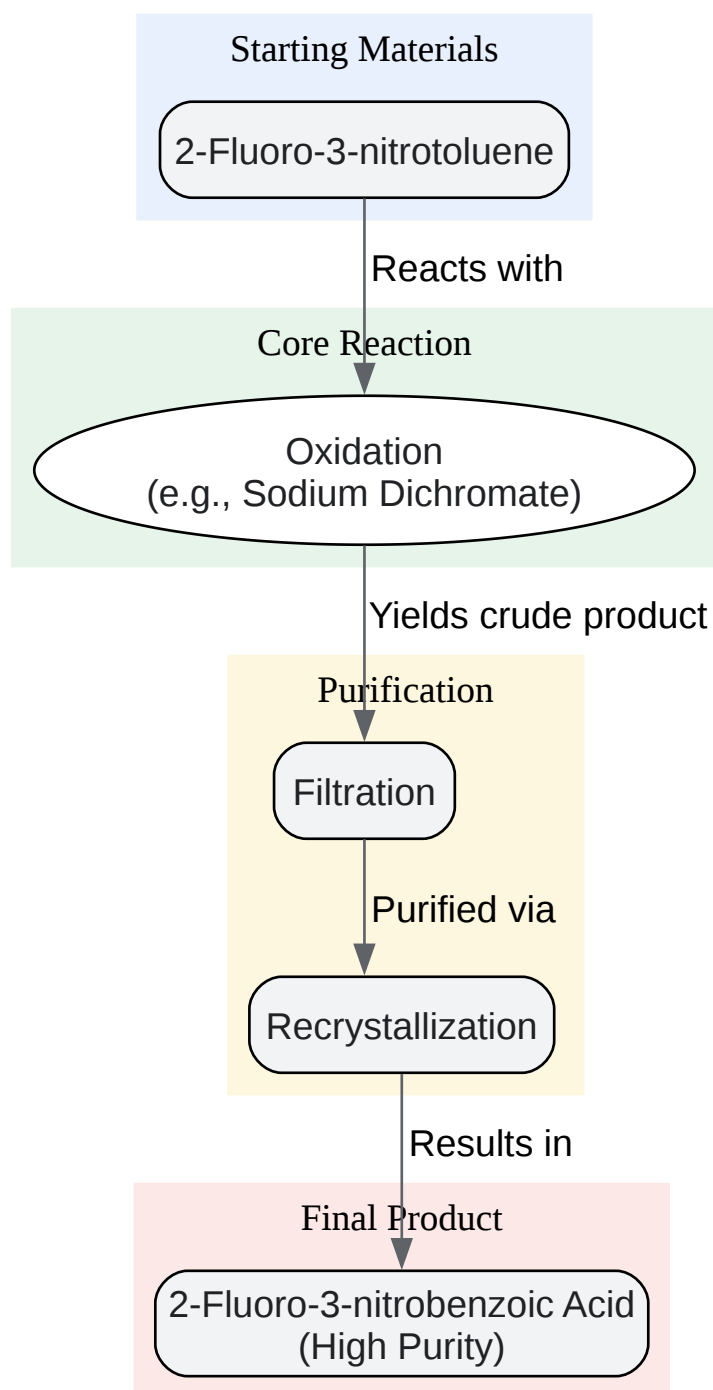 Starting Materials
2-Fluoro-3-nitrotoluene
Reacts with
Core Reaction
Oxidation
(e.g., Sodium Dichromate)
Yields crude product
Purification
Filtration
Purified via
Recrystallization
Results in
Final Product
2-Fluoro-3-nitrobenzoic Acid
(High Purity)